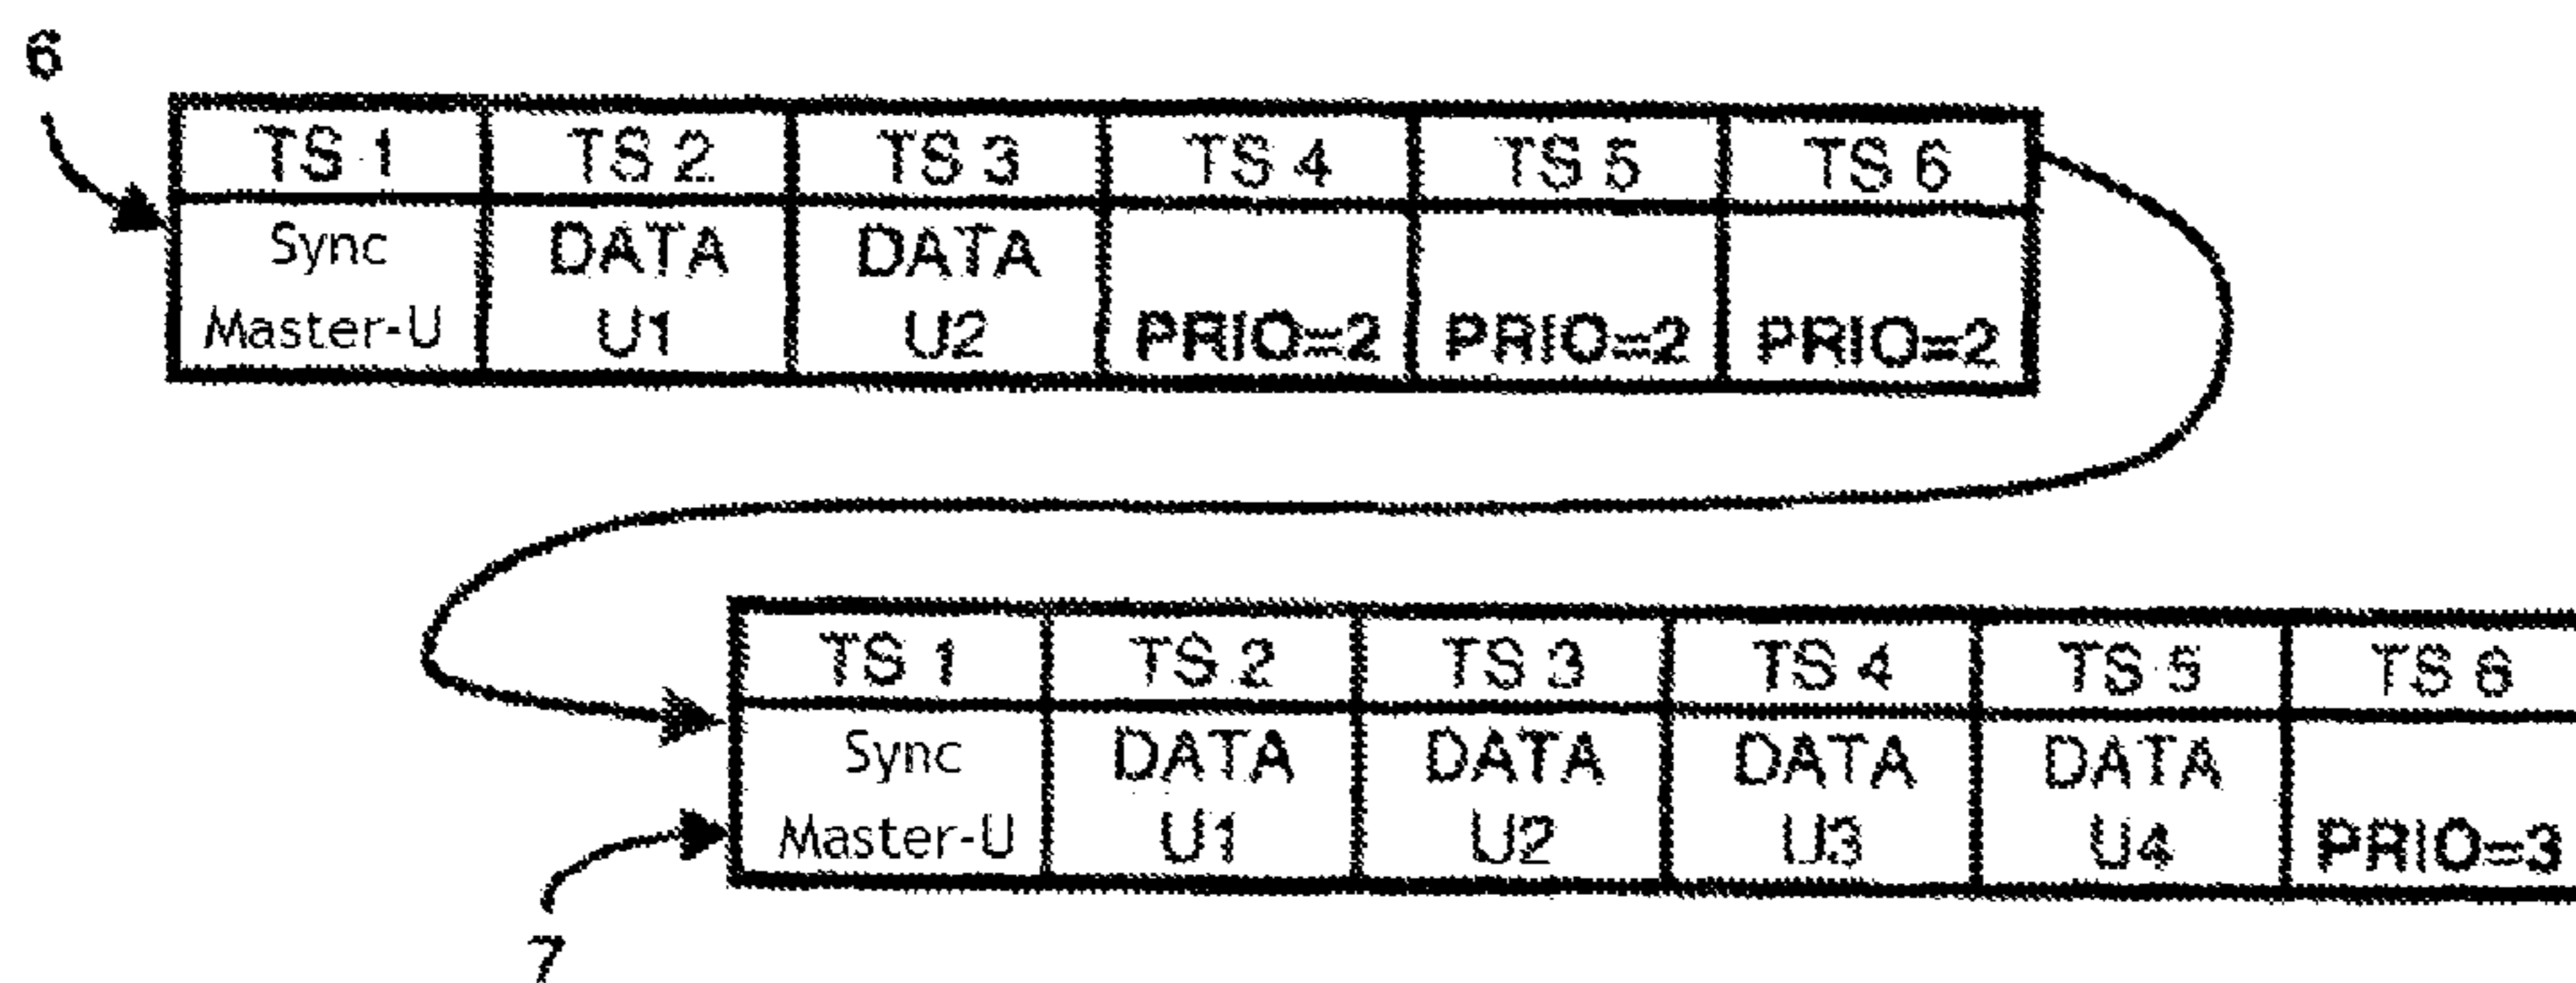 6
TS 1 TS 2 TS 3 TS 4 TS 5 TS 6
Sync DATA DATA
Master-U U1 U2 PRIO=2 PRIO=2 PRIO=2
TS 1 TS 2 TS 3 TS 4 TS 5 TS 6
Sync DATA DATA DATA DATA
Master-U U1 U2 U3 U4 PRIO=3
7